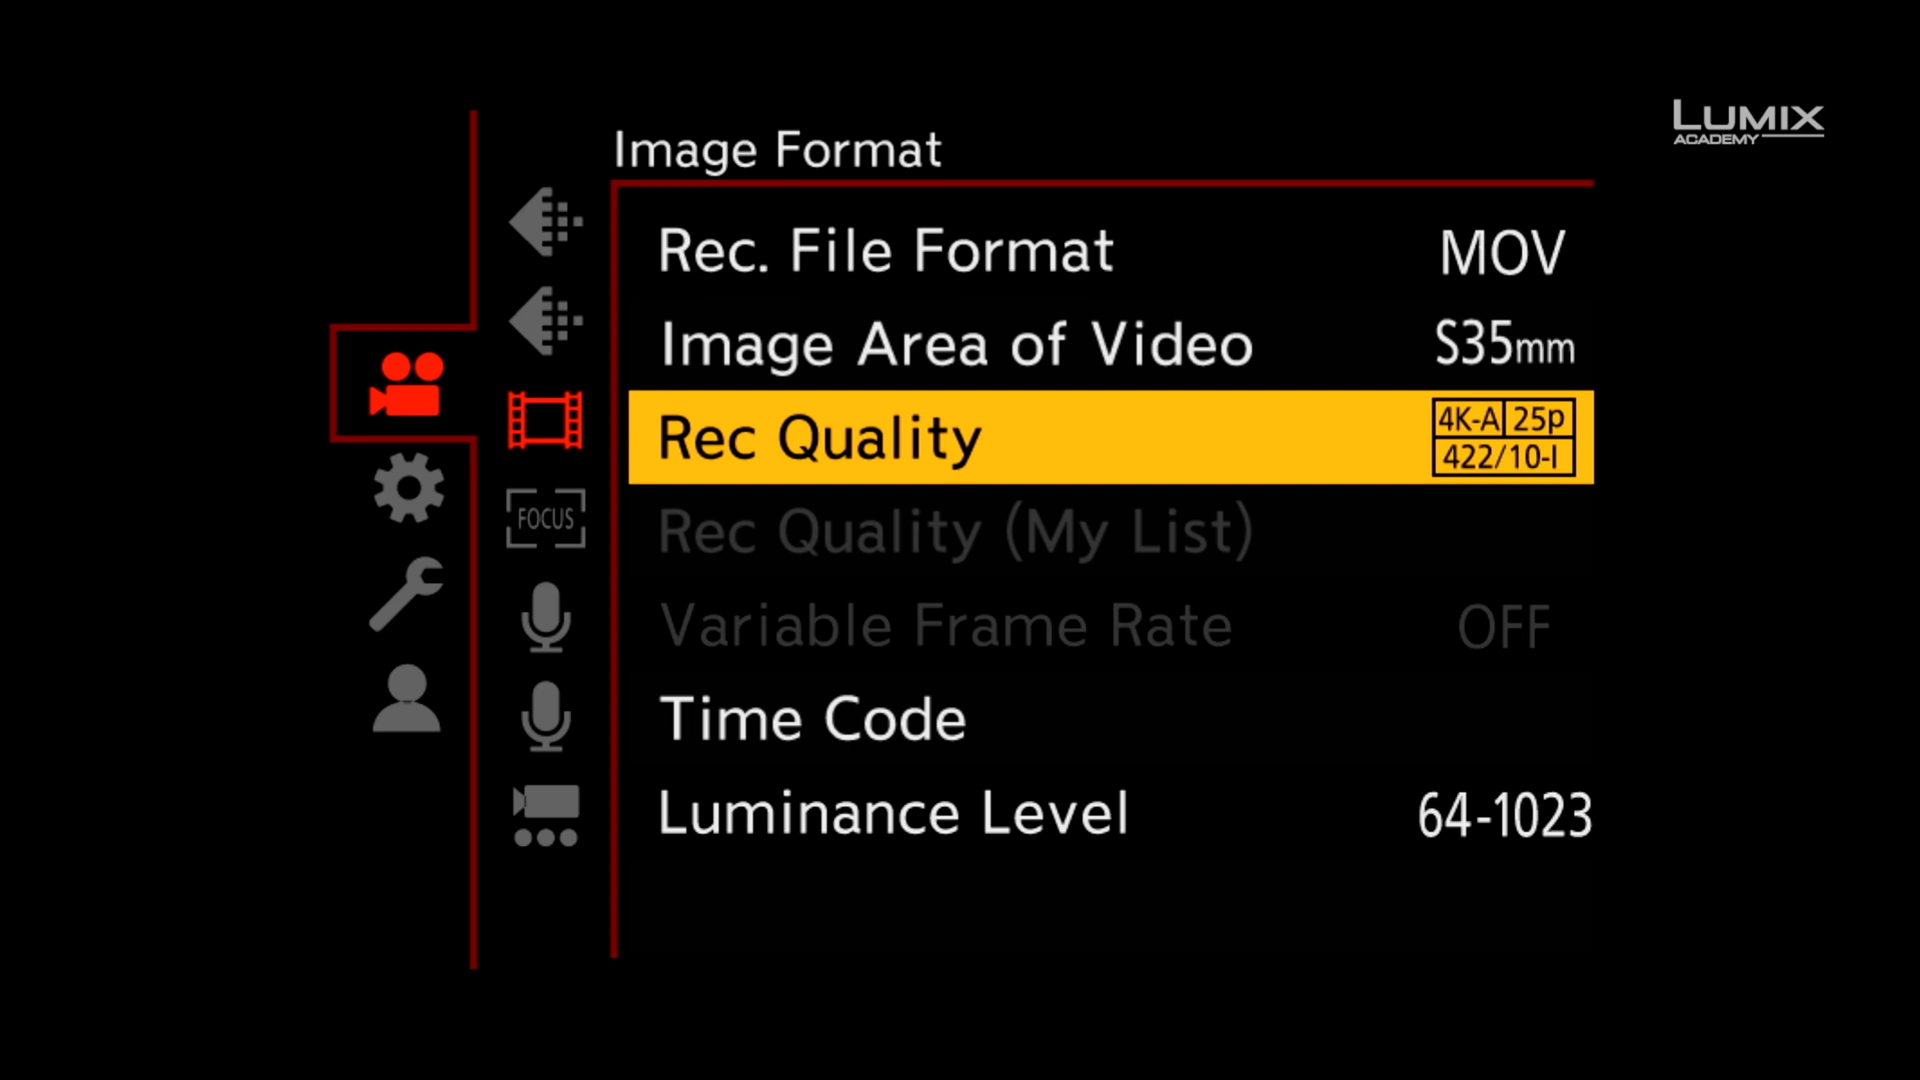 LUMIX
ACADEMY
Image Format
Rec. File Format MOV
Image Area of Video S35mm
Rec Quality 4K-A 25p
422/10-I
Rec Quality (My List)
Variable Frame Rate OFF
FOCUS
Time Code
Luminance Level 64-1023